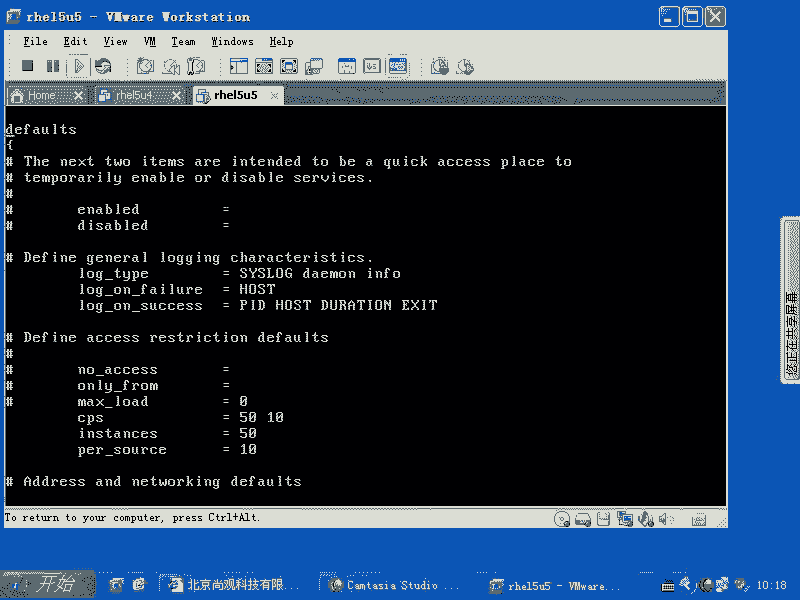 rhel5u5 - VMware Workstation
File Edit View VM Team Windows Help
Home rhel5u4 rhel5u5
defaults
{
# The next two items are intended to be a quick access place to
# temporarily enable or disable services.
#
# enabled =
# disabled =
# Define general logging characteristics.
log_type = SYSLOG daemon info
log_on_failure = HOST
log_on_success = PID HOST DURATION EXIT
# Define access restriction defaults
#
# no_access =
# only_from =
# max_load = 0
cps = 50 10
instances = 50
per_source = 10
# Address and networking defaults
To return to your computer, press Ctrl+Alt.
您正在共享屏幕
开始 北京尚观科技有限... Camtasia Studio ... rhel5u5 - VMware... 10:18